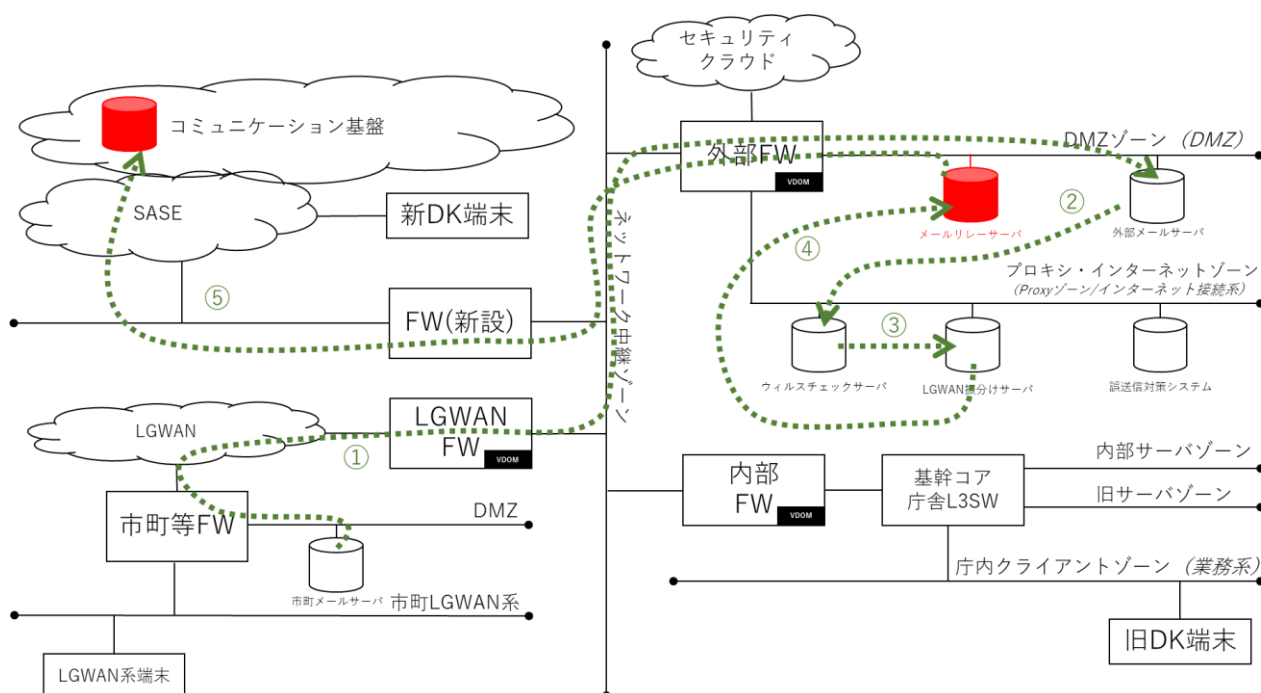 セキュリティ
クラウド
コミュニケーション基盤
外部FW
VDOM
DMZゾーン（DMZ）
SASE
新DK端末
メールリレーサーバ
②
外部メールサーバ
④
ネットワーク中継ゾーン
プロキシ・インターネットゾーン
（Proxyゾーン/インターネット接続系）
⑤
FW(新設)
③
ウィルスチェックサーバ
LGWAN振分けサーバ
誤送信対策システム
LGWAN
①
LGWAN
FW
VDOM
内部
FW
VDOM
基幹コア
庁舎L3SW
内部サーバゾーン
旧サーバゾーン
市町等FW
DMZ
市町メールサーバ
市町LGWAN系
庁内クライアントゾーン（業務系）
LGWAN系端末
旧DK端末